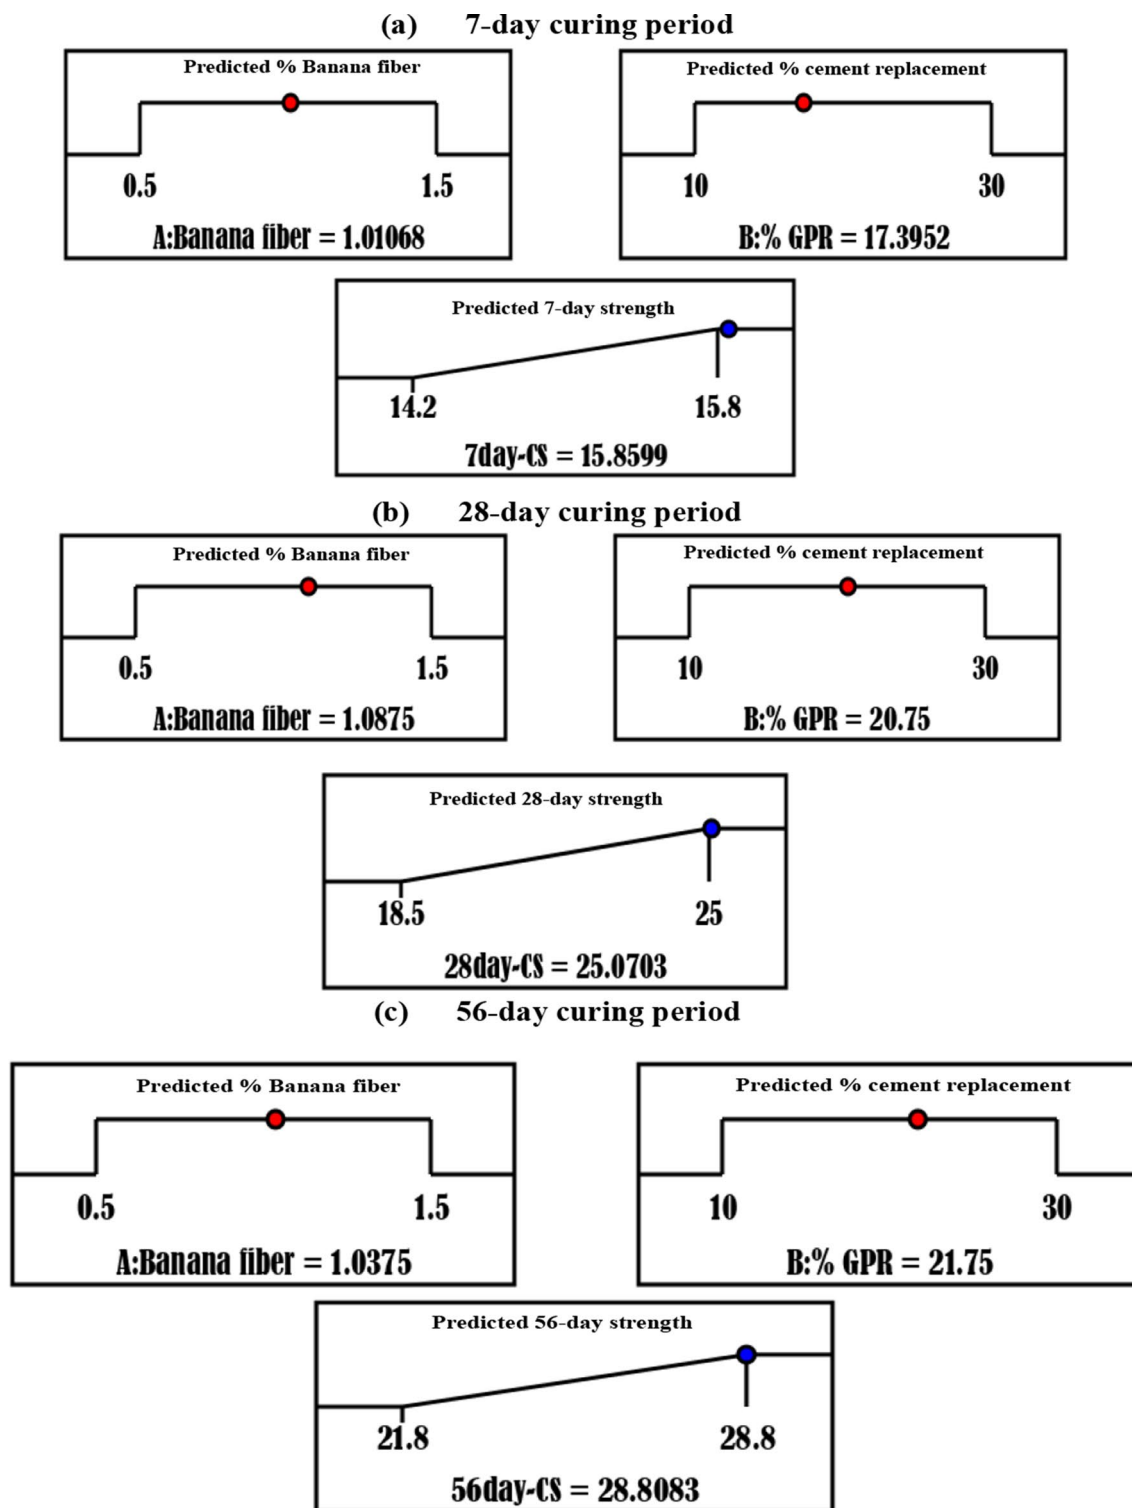 (a) 7-day curing period
Predicted % Banana fiber
0.5 1.5
A:Banana fiber = 1.01068
Predicted % cement replacement
10 30
B:% GPR = 17.3952
Predicted 7-day strength
14.2 15.8
7day-CS = 15.8599
(b) 28-day curing period
Predicted % Banana fiber
0.5 1.5
A:Banana fiber = 1.0875
Predicted % cement replacement
10 30
B:% GPR = 20.75
Predicted 28-day strength
18.5 25
28day-CS = 25.0703
(c) 56-day curing period
Predicted % Banana fiber
0.5 1.5
A:Banana fiber = 1.0375
Predicted % cement replacement
10 30
B:% GPR = 21.75
Predicted 56-day strength
21.8 28.8
56day-CS = 28.8083